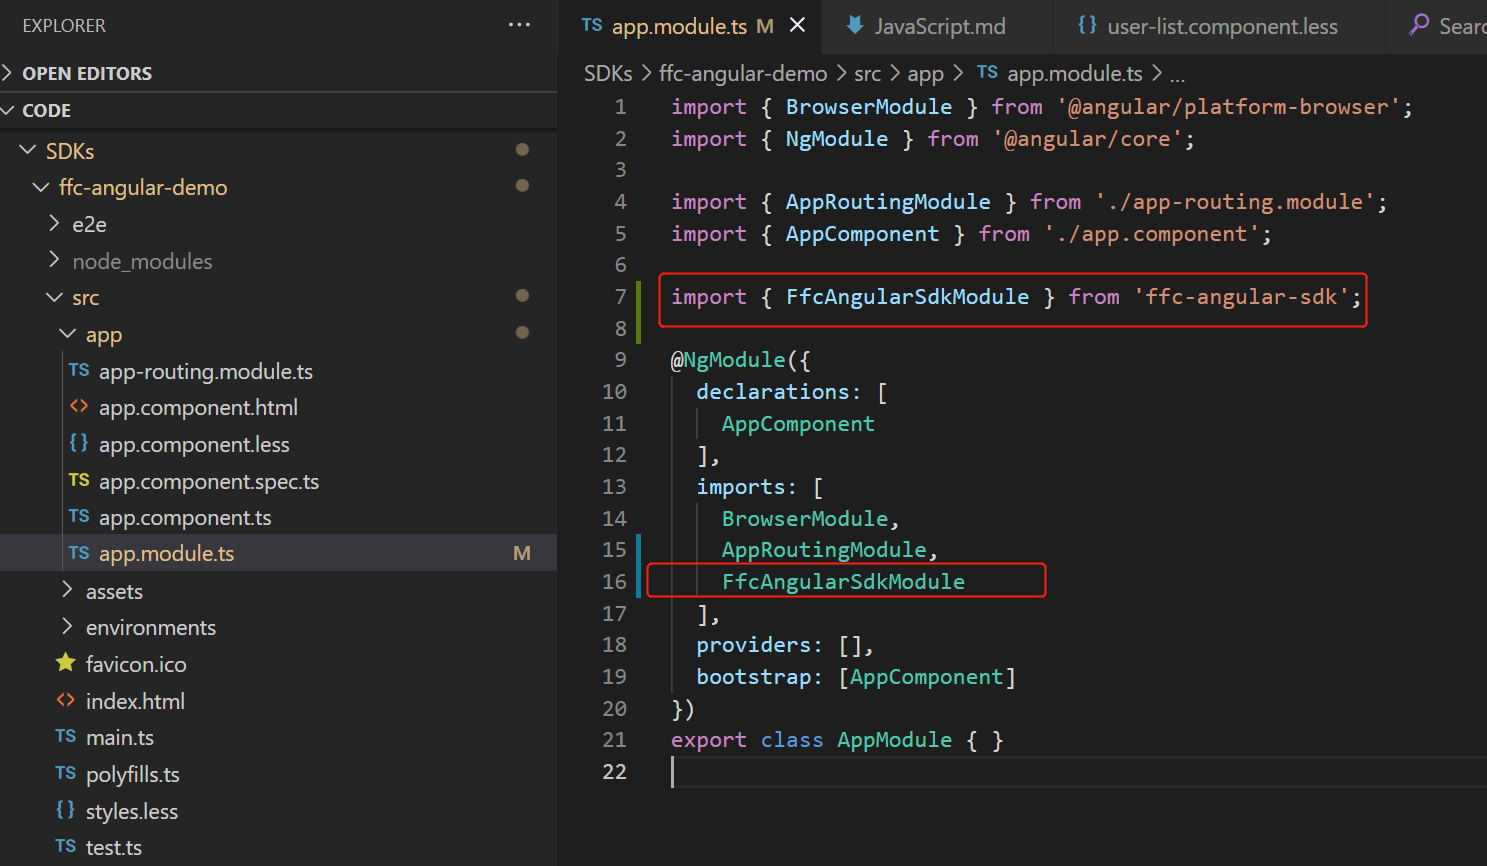 EXPLORER
···
OPEN EDITORS
CODE
SDKs
ffc-angular-demo
e2e
node_modules
src
app
TS app-routing.module.ts
<> app.component.html
{} app.component.less
TS app.component.spec.ts
TS app.component.ts
TS app.module.ts M
assets
environments
favicon.ico
<> index.html
TS main.ts
TS polyfills.ts
{} styles.less
TS test.ts
TS app.module.ts M
JavaScript.md
{} user-list.component.less
SDKs > ffc-angular-demo > src > app > TS app.module.ts > ...
1 import { BrowserModule } from '@angular/platform-browser';
2 import { NgModule } from '@angular/core';
3
4 import { AppRoutingModule } from './app-routing.module';
5 import { AppComponent } from './app.component';
6
7 import { FfcAngularSdkModule } from 'ffc-angular-sdk';
8
9 @NgModule({
10 declarations: [
11 AppComponent
12 ],
13 imports: [
14 BrowserModule,
15 AppRoutingModule,
16 FfcAngularSdkModule
17 ],
18 providers: [],
19 bootstrap: [AppComponent]
20 })
21 export class AppModule { }
22